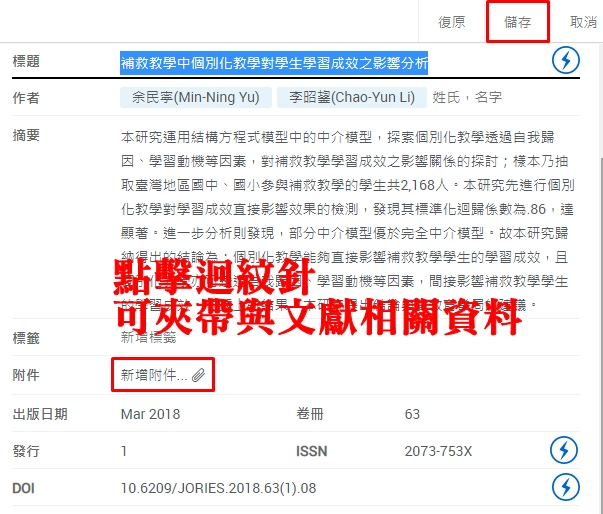 復原 儲存 取消
標題 補救教學中個別化教學對學生學習成效之影響分析
作者 余民寧(Min-Ning Yu) 李昭鋆(Chao-Yun Li) 姓氏，名字
摘要 本研究運用結構方程式模型中的中介模型，探索個別化教學透過自我歸
因、學習動機等因素，對補救教學學習成效之影響關係的探討；樣本乃抽
取臺灣地區國中、國小參與補救教學的學生共2,168人。本研究先進行個別
化教學對學習成效直接影響效果的檢測，發現其標準化迴歸係數為.86，達
顯著。進一步分析則發現，部分中介模型優於完全中介模型。故本研究歸
納得出的結論為：個別化教學能夠直接影響補救教學學生的學習成效，且
點擊迴紋針
學習動機等因素，間接影響補救教學學生
可灰帶與文獻相關資料
標籤 新增標籤
附件 新增附件...
出版日期 Mar 2018 卷冊 63
發行 1 ISSN 2073-753X
DOI 10.6209/JORIES.2018.63(1).08